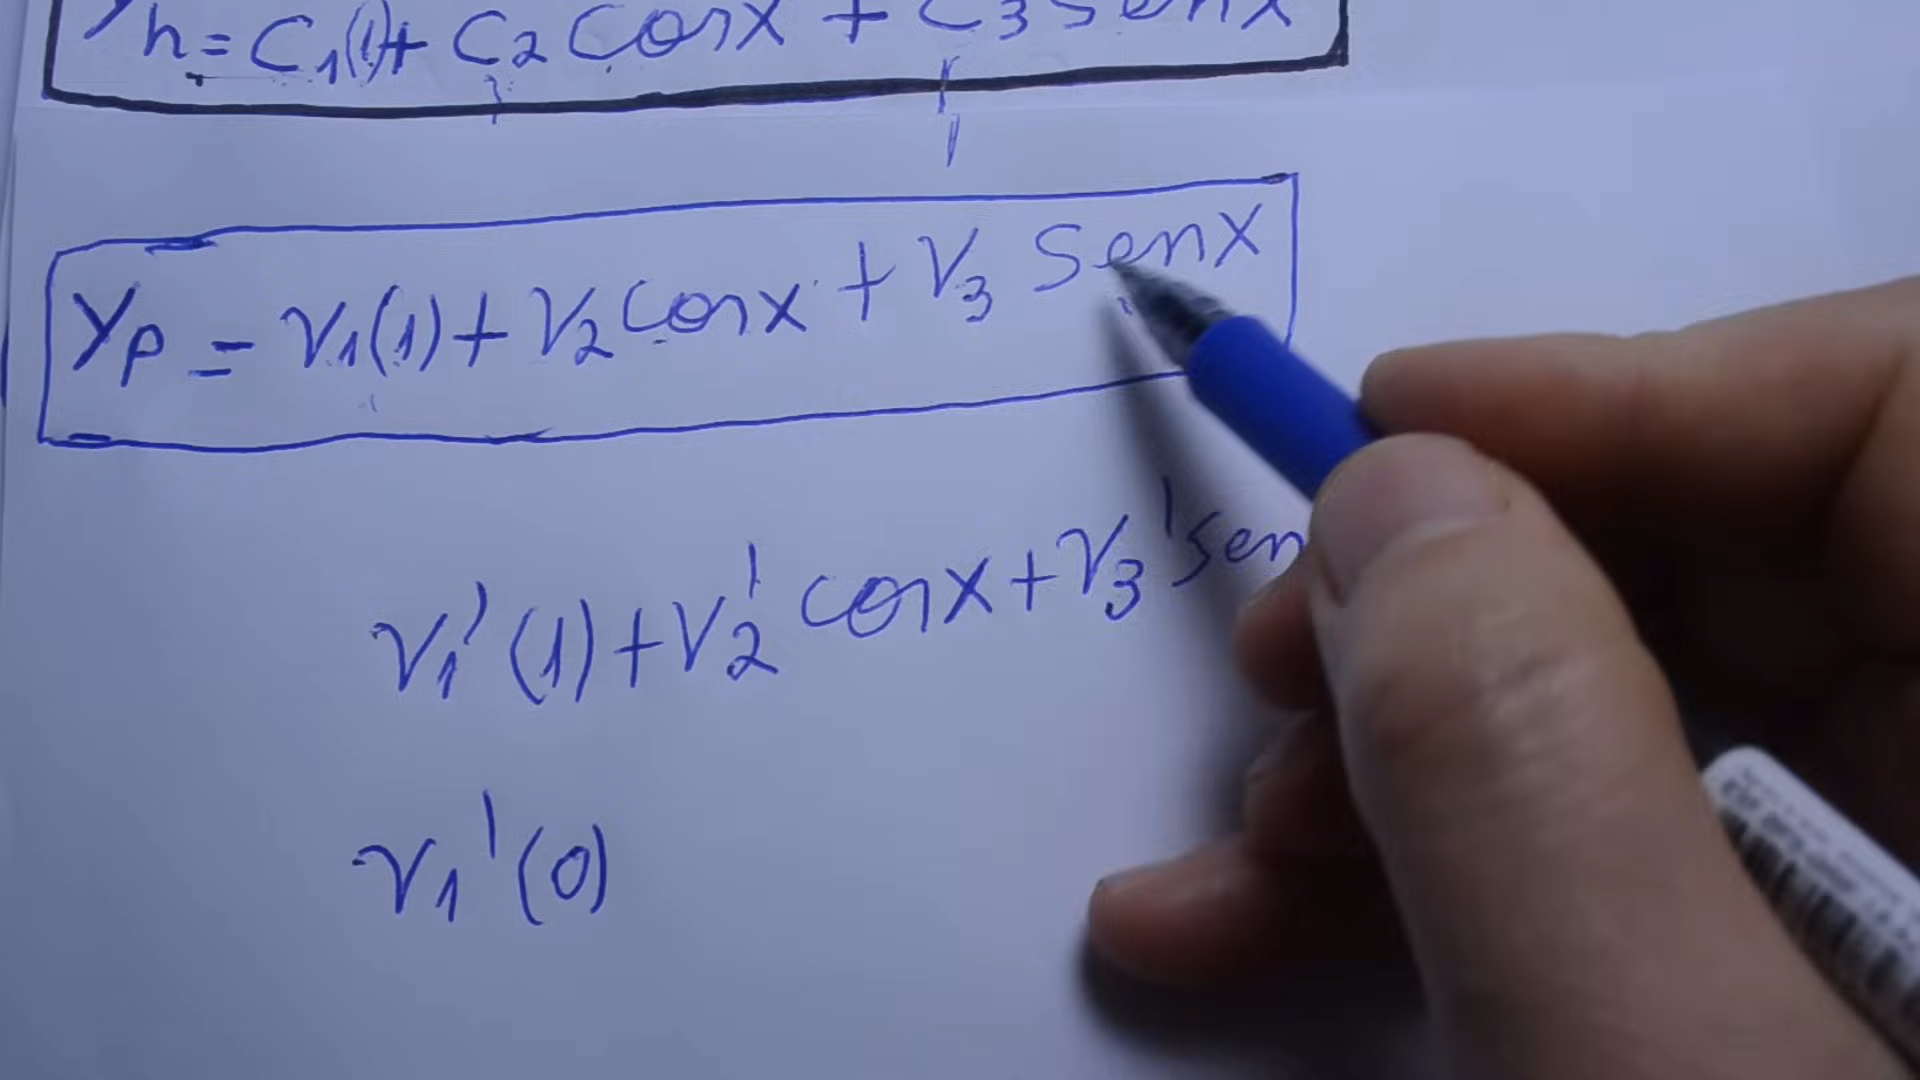 yh = C1(1)+ C2 cosx + C3 senx
yp = V1(1)+ V2 cosx + V3 senx
V1'(1)+V2' cosx+V3'sen
V1'(0)